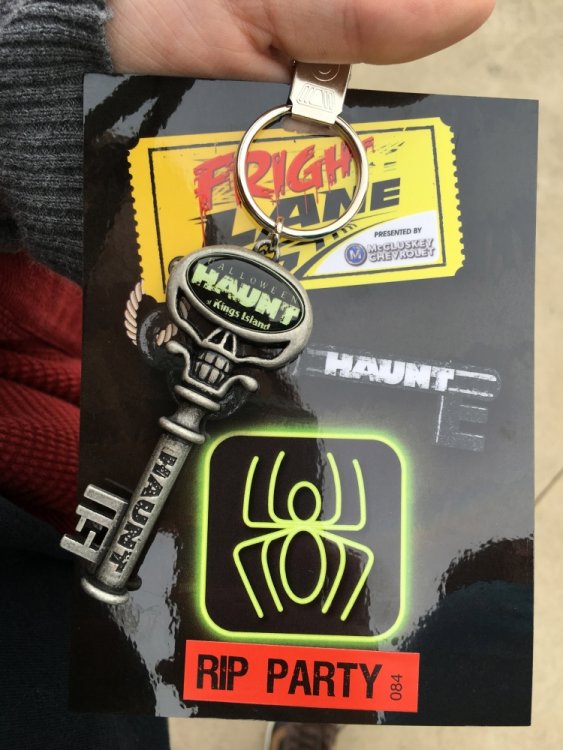 FRIGHT
LANE
PRESENTED BY
McCLUSKEY
CHEVROLET
HALLOWEEN
HAUNT
at Kings Island
HAUNT
HAUNT
RIP PARTY
084